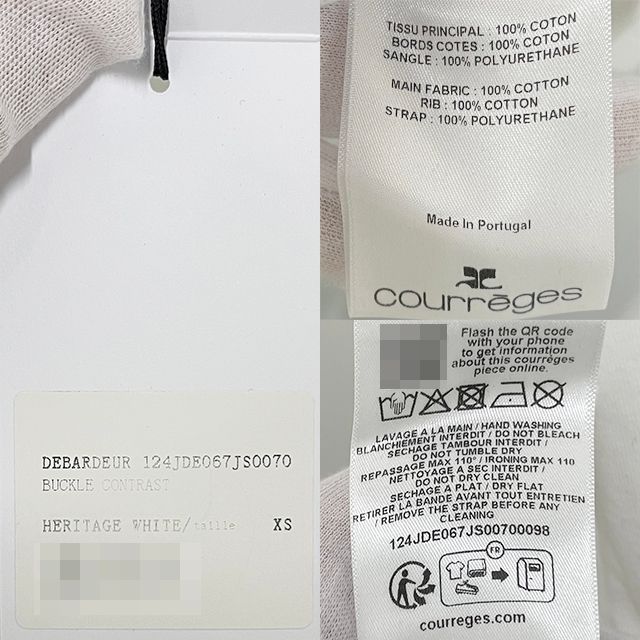 TISSU PRINCIPAL : 100% COTON
BORDS COTES : 100% COTON
SANGLE : 100% POLYURETHANE
MAIN FABRIC : 100% COTTON
RIB : 100% COTTON
STRAP : 100% POLYURETHANE
Made In Portugal
courrèges
DEBARDEUR 124JDE067JS0070
BUCKLE CONTRAST
HERITAGE WHITE/taille XS
Flash the QR code
with your phone
to get information
about this courrèges
piece online.
LAVAGE A LA MAIN / HAND WASHING
BLANCHIMENT INTERDIT / DO NOT BLEACH
SECHAGE TAMBOUR INTERDIT /
DO NOT TUMBLE DRY
REPASSAGE MAX 110°/ IRONING MAX 110
NETTOYAGE A SEC INTERDIT /
DO NOT DRY CLEAN
SECHAGE A PLAT / DRY FLAT
RETIRER LA BANDE AVANT TOUT ENTRETIEN
/ REMOVE THE STRAP BEFORE ANY
CLEANING
124JDE067JS00700098
FR
courreges.com